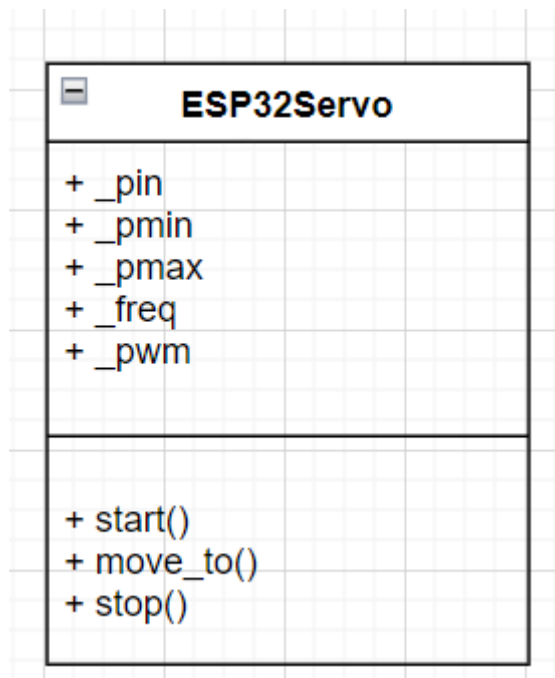 ESP32Servo
+ _pin
+ _pmin
+ _pmax
+ _freq
+ _pwm
+ start()
+ move_to()
+ stop()